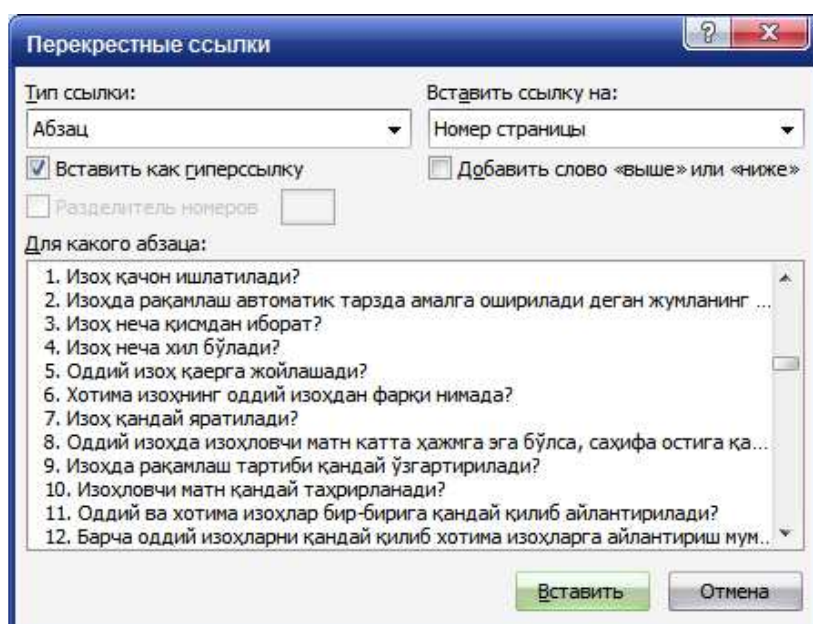 Перекрестные ссылки
Тип ссылки:
Вставить ссылку на:
Абзац
Номер страницы
Вставить как гиперссылку
Добавить слово «выше» или «ниже»
Разделитель номеров
Для какого абзаца:
1. Изоҳ қачон ишлатилади?
2. Изоҳда рақамлаш автоматик тарзда амалга оширилади деган жумланинг ...
3. Изоҳ неча қисмдан иборат?
4. Изоҳ неча хил бўлади?
5. Оддий изоҳ қаерга жойлашади?
6. Хотима изоҳнинг оддий изоҳдан фарқи нимада?
7. Изоҳ қандай яратилади?
8. Оддий изоҳда изоҳловчи матн катта ҳажмга эга бўлса, саҳифа остига қа...
9. Изоҳда рақамлаш тартиби қандай ўзгартирилади?
10. Изоҳловчи матн қандай таҳрирланади?
11. Оддий ва хотима изоҳлар бир-бирига қандай қилиб айлантирилади?
12. Барча оддий изоҳларни қандай қилиб хотима изоҳларга айлантириш мум...
Вставить
Отмена